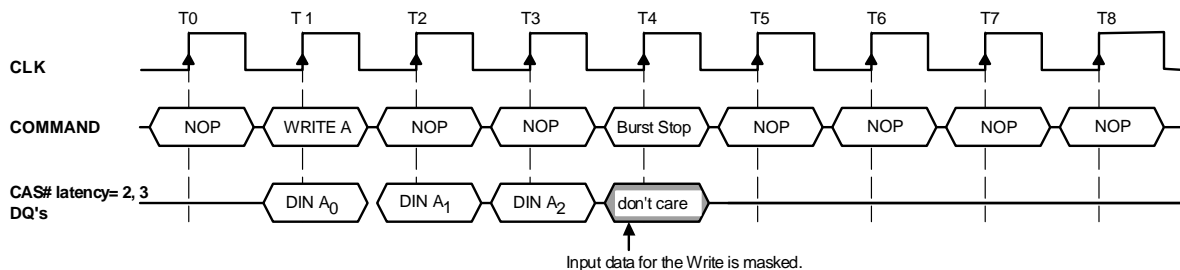 T0 T1 T2 T3 T4 T5 T6 T7 T8
CLK
COMMAND NOP WRITE A NOP NOP Burst Stop NOP NOP NOP NOP
CAS# latency= 2, 3
DQ's DIN A0 DIN A1 DIN A2 don't care
Input data for the Write is masked.